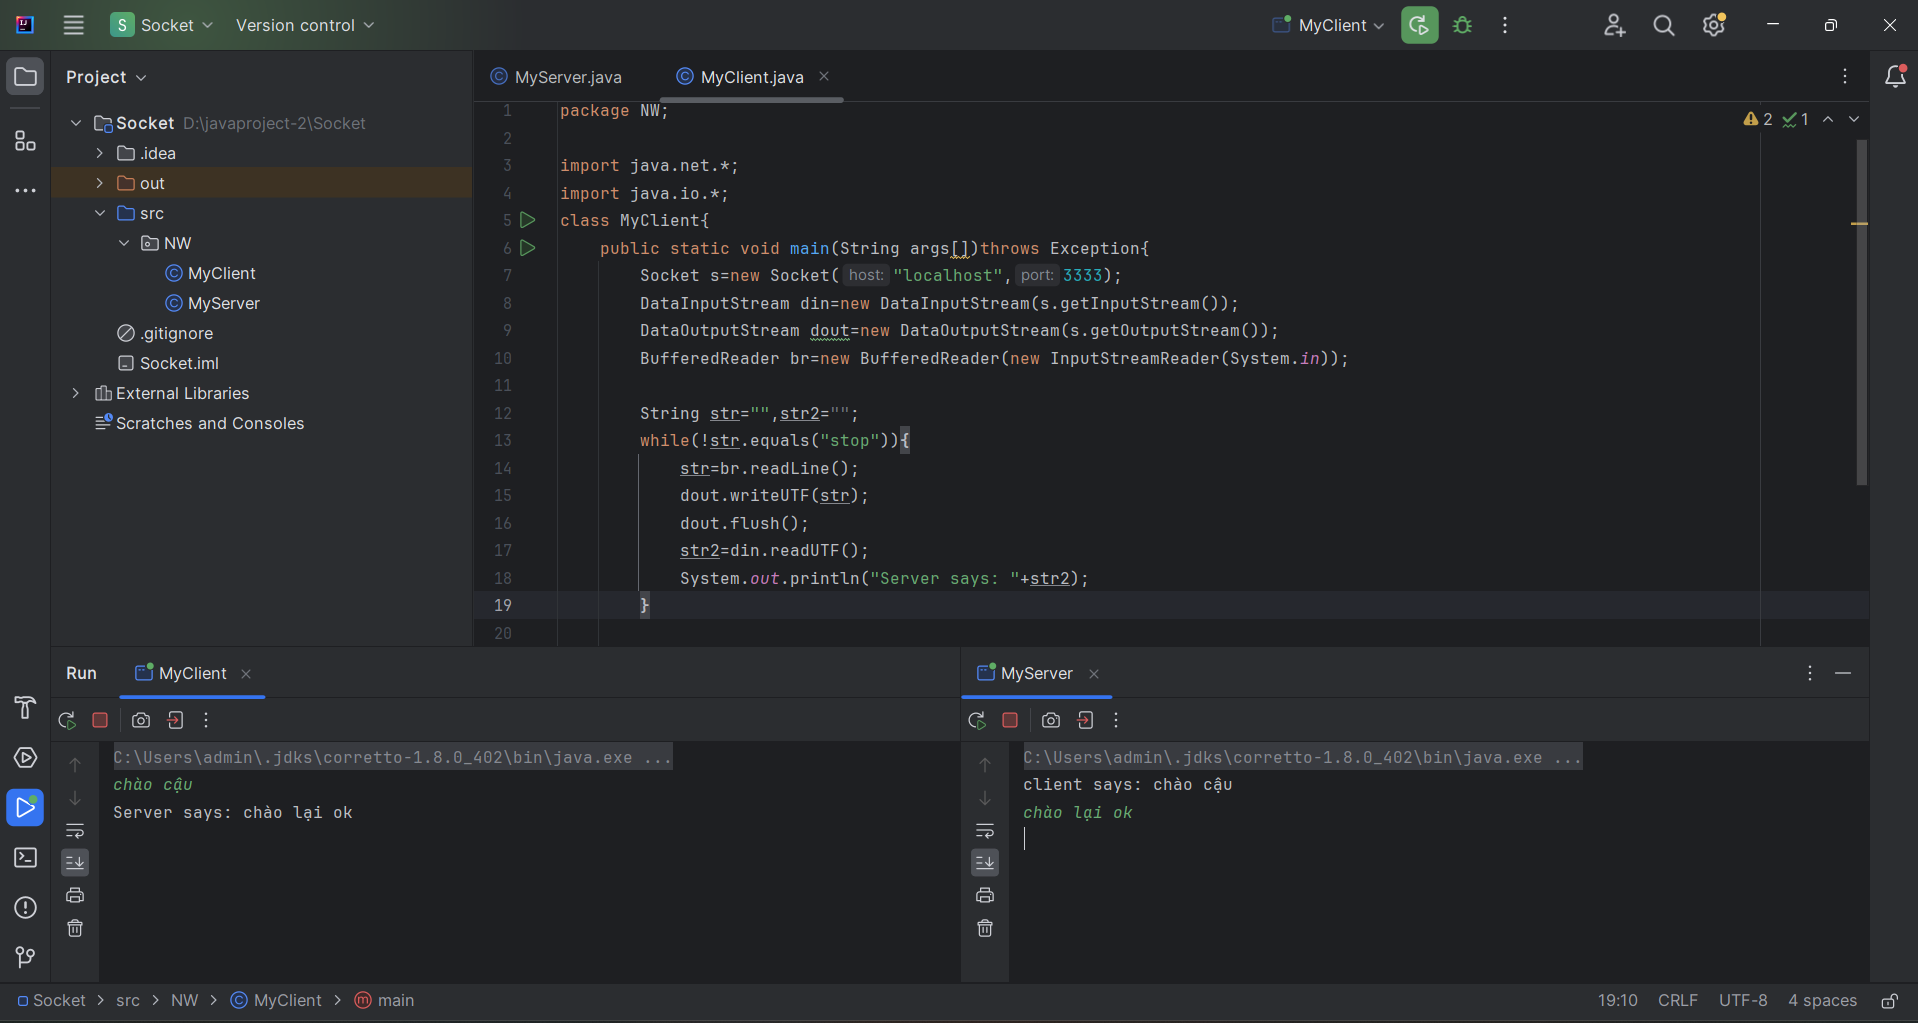 S Socket Version control MyClient
Project
MyServer.java MyClient.java
Socket D:\javaproject-2\Socket
.idea
out
src
NW
MyClient
MyServer
.gitignore
Socket.iml
External Libraries
Scratches and Consoles
2 1
1 package NW;
2
3 import java.net.*;
4 import java.io.*;
5 class MyClient{
6 public static void main(String args[])throws Exception{
7 Socket s=new Socket( host: "localhost", port: 3333);
8 DataInputStream din=new DataInputStream(s.getInputStream());
9 DataOutputStream dout=new DataOutputStream(s.getOutputStream());
10 BufferedReader br=new BufferedReader(new InputStreamReader(System.in));
11
12 String str="",str2="";
13 while(!str.equals("stop")){
14 str=br.readLine();
15 dout.writeUTF(str);
16 dout.flush();
17 str2=din.readUTF();
18 System.out.println("Server says: "+str2);
19 }
20
Run MyClient
C:\Users\admin\.jdks\corretto-1.8.0_402\bin\java.exe ...
chào cậu
Server says: chào lại ok
MyServer
C:\Users\admin\.jdks\corretto-1.8.0_402\bin\java.exe ...
client says: chào cậu
chào lại ok
Socket > src > NW > MyClient > main
19:10 CRLF UTF-8 4 spaces